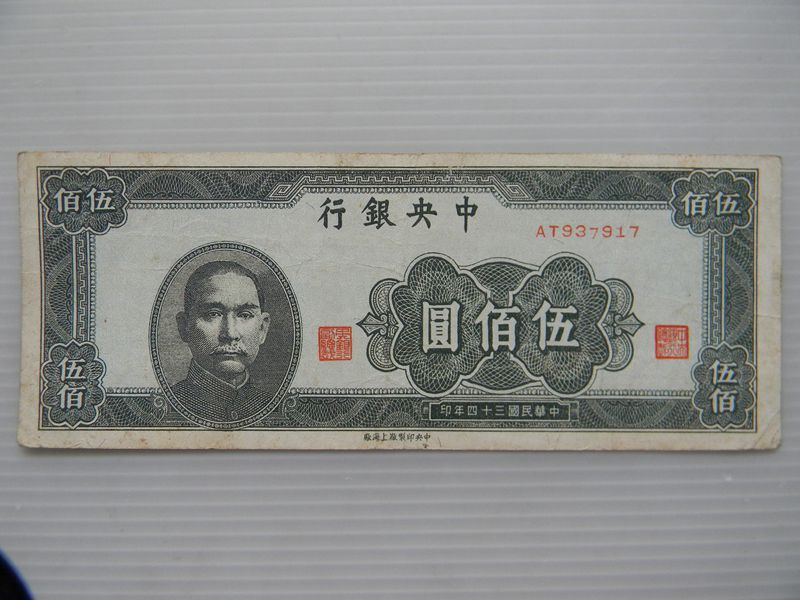 中央銀行
AT937917
伍佰
伍佰
伍佰圓
伍佰
伍佰
中華民國三十四年印
中央印製廠上海廠